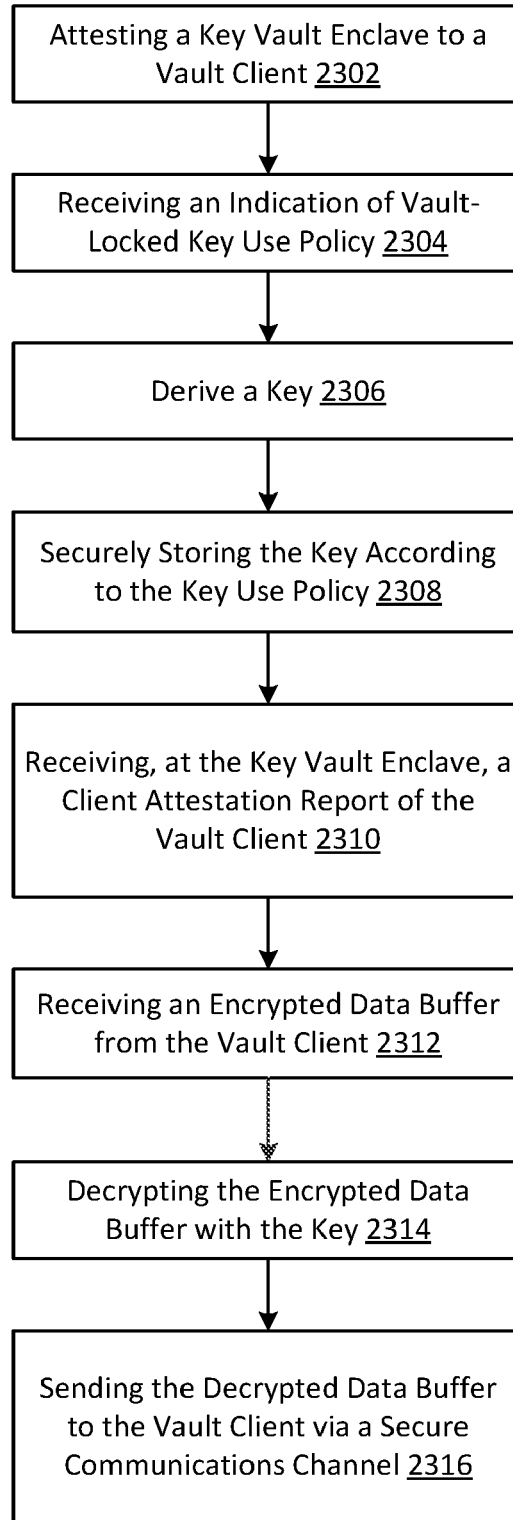 Attesting a Key Vault Enclave to a
Vault Client 2302
Receiving an Indication of Vault-
Locked Key Use Policy 2304
Derive a Key 2306
Securely Storing the Key According
to the Key Use Policy 2308
Receiving, at the Key Vault Enclave, a
Client Attestation Report of the
Vault Client 2310
Receiving an Encrypted Data Buffer
from the Vault Client 2312
Decrypting the Encrypted Data
Buffer with the Key 2314
Sending the Decrypted Data Buffer
to the Vault Client via a Secure
Communications Channel 2316